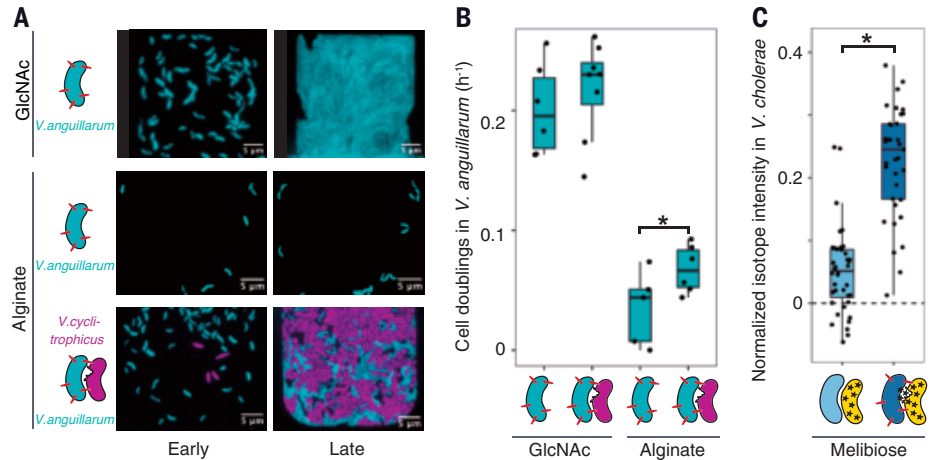 A
GlcNAc
V.anguillarum
5 µm
5 µm
Alginate
V.anguillarum
5 µm
5 µm
V.cycli-
trophicus
V.anguillarum
5 µm
5 µm
Early
Late
B
Cell doublings in V. anguillarum (h⁻¹)
0.2
0.1
0
*
GlcNAc
Alginate
C
Normalized isotope intensity in V. cholerae
0.4
0.2
0
*
Melibiose